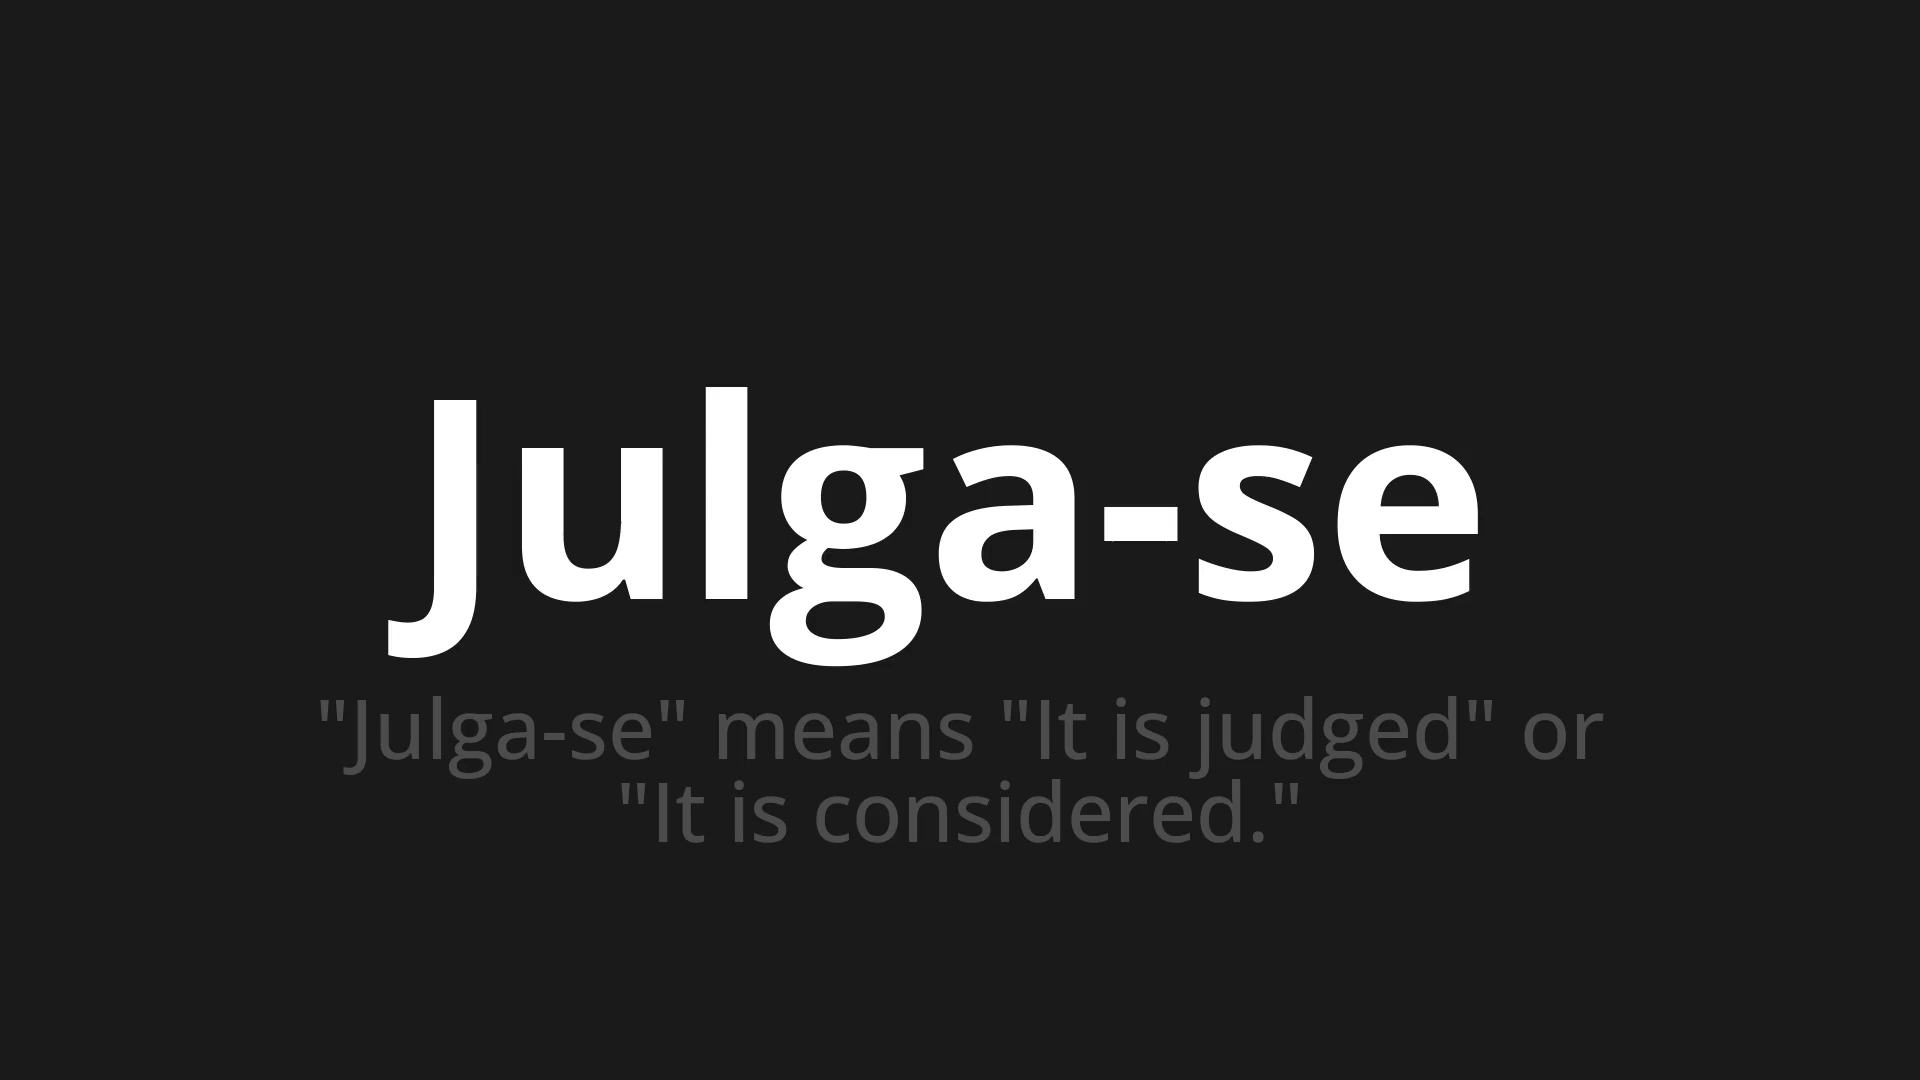 Julga-se
"Julga-se" means "It is judged" or
"It is considered."